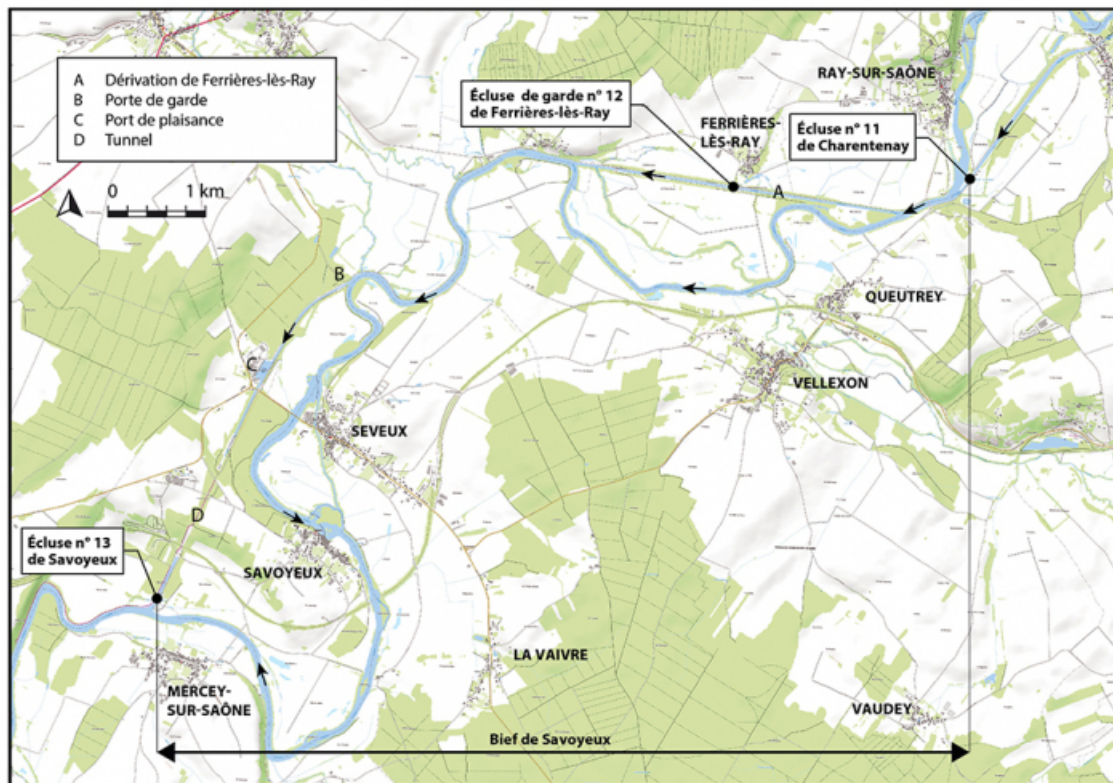 A Dérivation de Ferrières-lès-Ray
B Porte de garde
C Port de plaisance
D Tunnel
0 1 km
Écluse de garde n° 12
de Ferrières-lès-Ray
FERRIÈRES-
LÈS-RAY
RAY-SUR-SAÔNE
Écluse n° 11
de Charentenay
A
B
QUEUTREY
C
VELLEXON
SEVEUX
D
Écluse n° 13
de Savoyeux
SAVOYEUX
LA VAIVRE
MERCEY-
SUR-SAÔNE
VAUDEY
Bief de Savoyeux